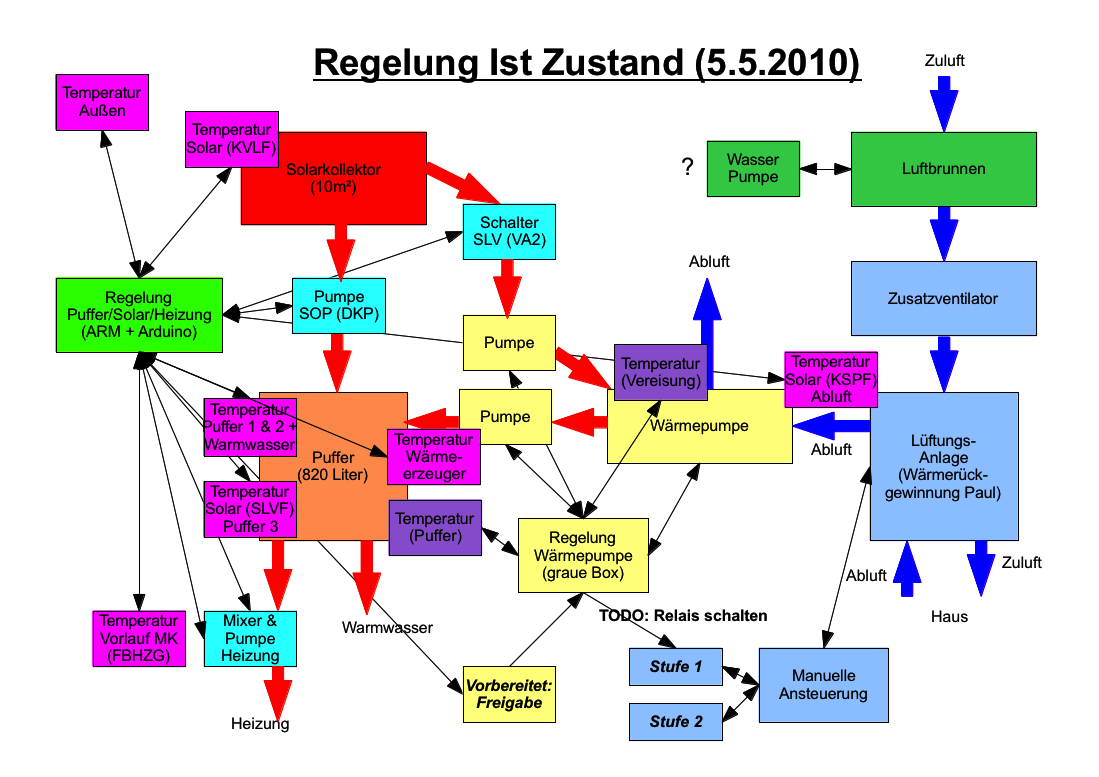 Regelung Ist Zustand (5.5.2010)
Zuluft
Temperatur
Außen
Temperatur
Solar (KVLF)
Solarkollektor
(10m²)
?
Wasser
Pumpe
Luftbrunnen
Schalter
SLV (VA2)
Abluft
Regelung
Puffer/Solar/Heizung
(ARM + Arduino)
Pumpe
SOP (DKP)
Zusatzventilator
Pumpe
Temperatur
(Vereisung)
Temperatur
Solar (KSPF)
Abluft
Temperatur
Puffer 1 & 2 +
Warmwasser
Puffer
(820 Liter)
Pumpe
Temperatur
Wärme-
erzeuger
Wärmepumpe
Abluft
Lüftungs-
Anlage
(Wärmerück-
gewinnung Paul)
Temperatur
Solar (SLVF)
Puffer 3
Temperatur
(Puffer)
Regelung
Wärmepumpe
(graue Box)
Abluft
Zuluft
Haus
Temperatur
Vorlauf MK
(FBHZG)
Mixer &
Pumpe
Heizung
Warmwasser
TODO: Relais schalten
Vorbereitet:
Freigabe
Stufe 1
Stufe 2
Manuelle
Ansteuerung
Heizung